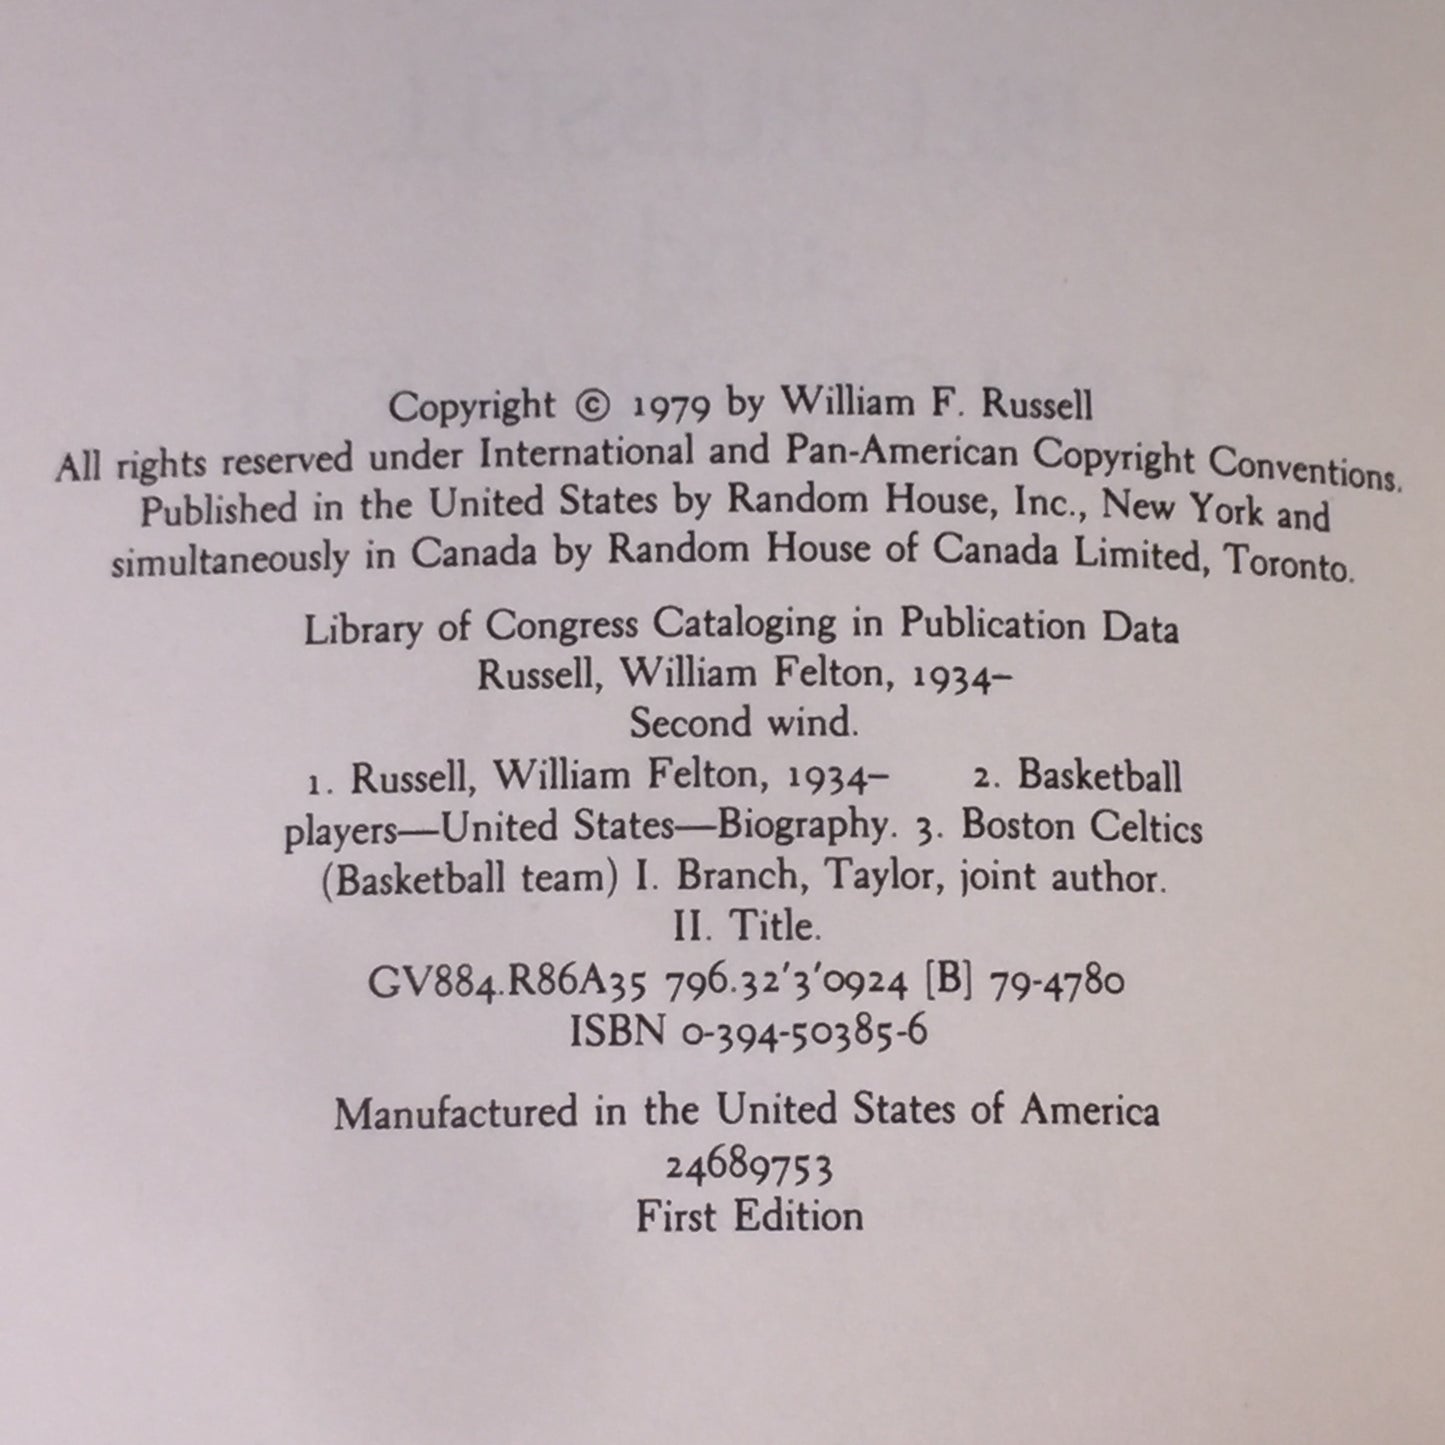 Copyright © 1979 by William F. Russell
All rights reserved under International and Pan-American Copyright Conventions.
Published in the United States by Random House, Inc., New York and
simultaneously in Canada by Random House of Canada Limited, Toronto.
Library of Congress Cataloging in Publication Data
Russell, William Felton, 1934–
Second wind.
1. Russell, William Felton, 1934– 2. Basketball
players—United States—Biography. 3. Boston Celtics
(Basketball team) I. Branch, Taylor, joint author.
II. Title.
GV884.R86A35 796.32'3'0924 [B] 79-4780
ISBN 0-394-50385-6
Manufactured in the United States of America
24689753
First Edition